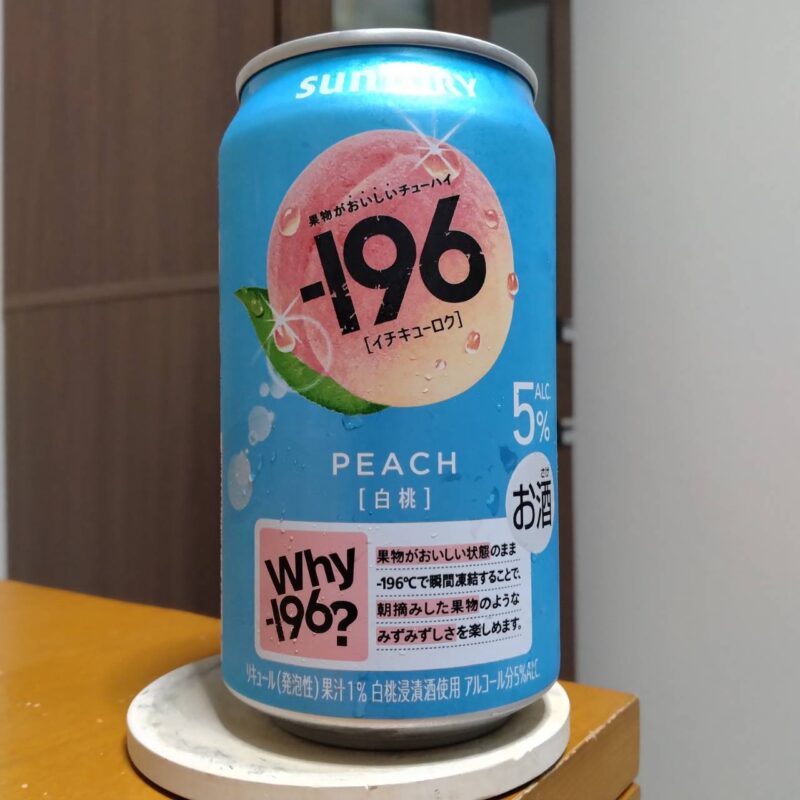 SUNTORY
果物がおいしいチューハイ
-196
[イチキューロク]
ALC.
5%
PEACH
[白桃]
さけ
お酒
Why
-196?
果物がおいしい状態のまま
-196℃で瞬間凍結することで、
朝摘みした果物のような
みずみずしさを楽しめます。
リキュール(発泡性)果汁1% 白桃浸漬酒使用 アルコール分5%ALC.